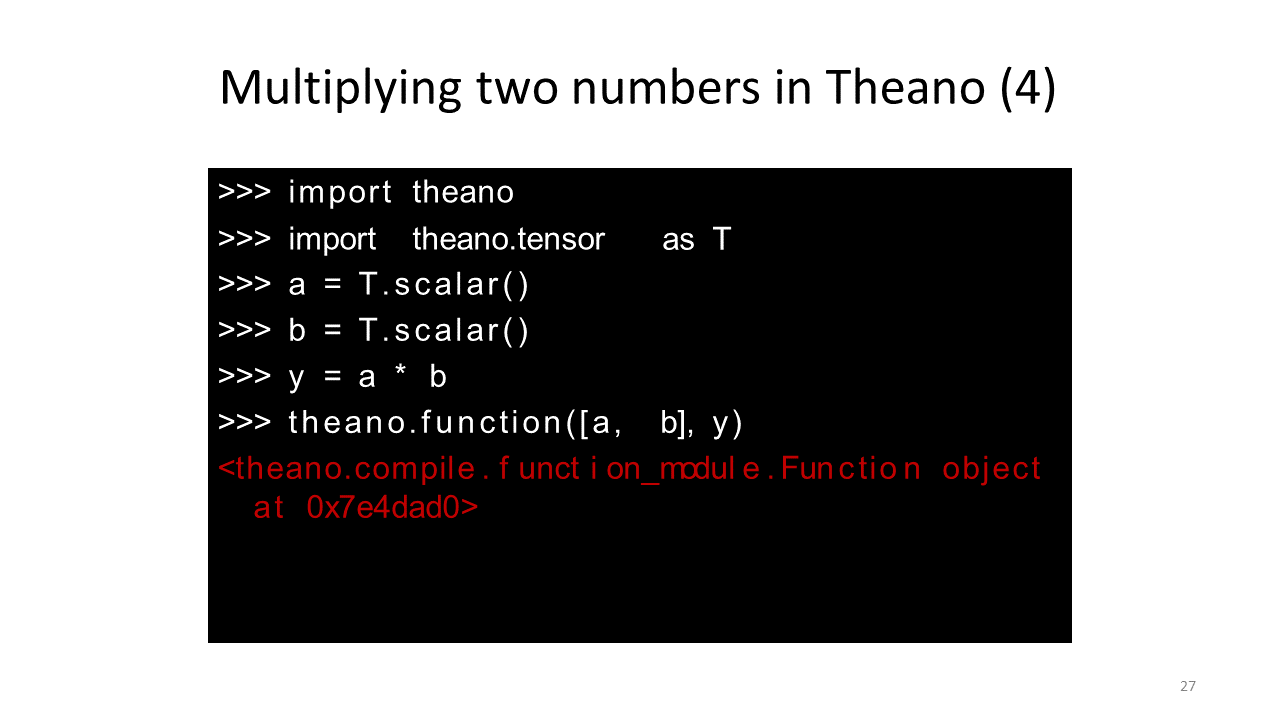 Multiplying two numbers in Theano (4)
>>> import theano
>>> import theano.tensor as T
>>> a = T.scalar()
>>> b = T.scalar()
>>> y = a * b
>>> theano.function([a, b], y)
<theano.compile.function_module.Function object
at 0x7e4dad0>
27